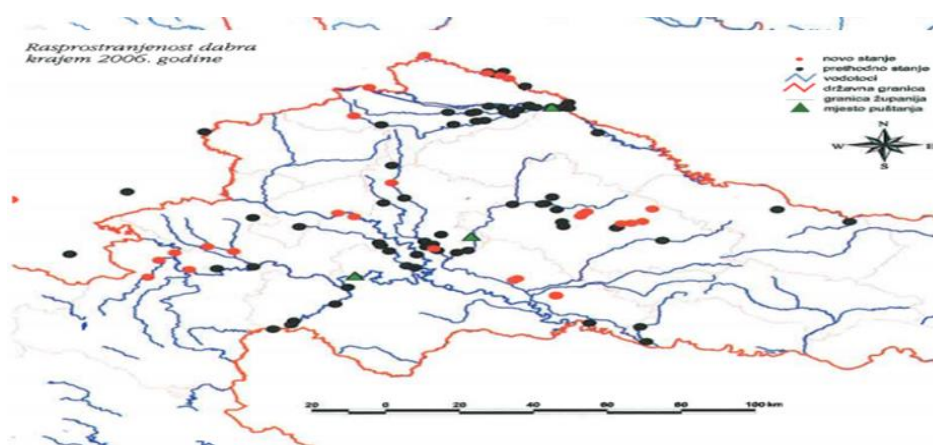 Rasprostranjenost dabra
krajem 2006. godine
novo stanje
prethodno stanje
vodotoci
državna granica
granica županija
mjesto puštanja
N
W E
S
20 0 20 40 60 80 100 km